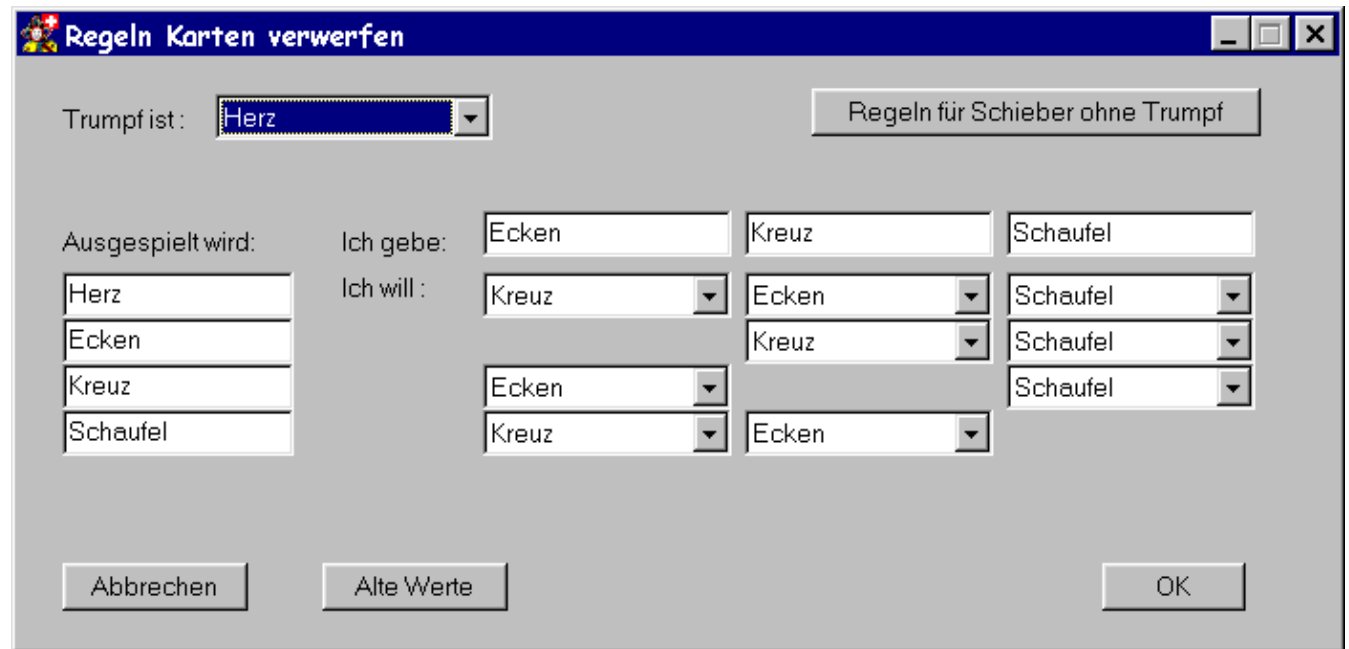 Regeln Karten verwerfen
Trumpf ist : Herz Regeln für Schieber ohne Trumpf
Ausgespielt wird: Ich gebe: Ecken Kreuz Schaufel
Herz Ich will : Kreuz Ecken Schaufel
Ecken Kreuz Schaufel
Kreuz Ecken Schaufel
Schaufel Kreuz Ecken
Abbrechen Alte Werte OK